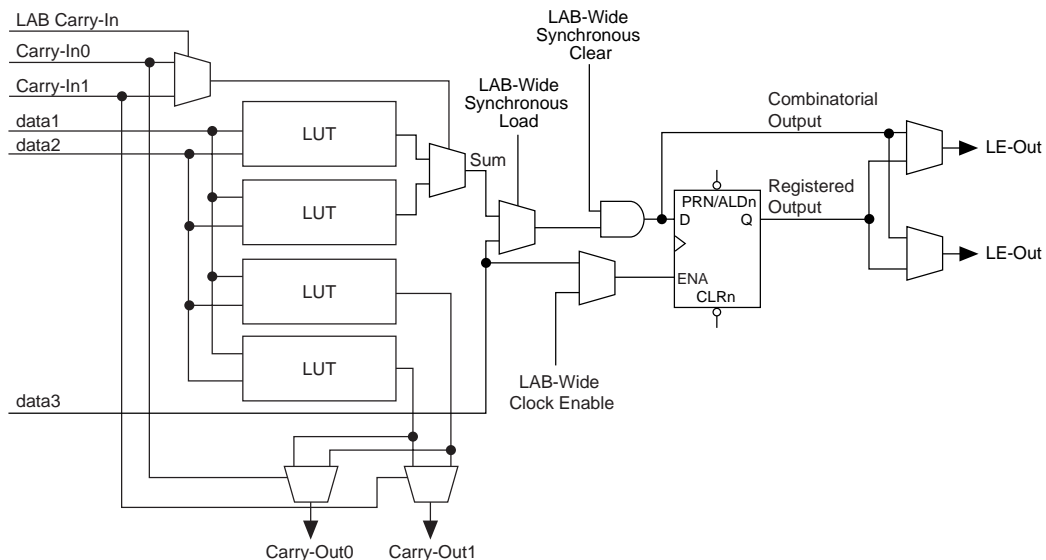 LAB Carry-In
Carry-In0
Carry-In1
data1
data2
data3
LUT
LUT
LUT
LUT
Sum
LAB-Wide
Synchronous
Load
LAB-Wide
Synchronous
Clear
LAB-Wide
Clock Enable
PRN/ALDn
D
Q
ENA
CLRn
Combinatorial
Output
Registered
Output
LE-Out
LE-Out
Carry-Out0
Carry-Out1